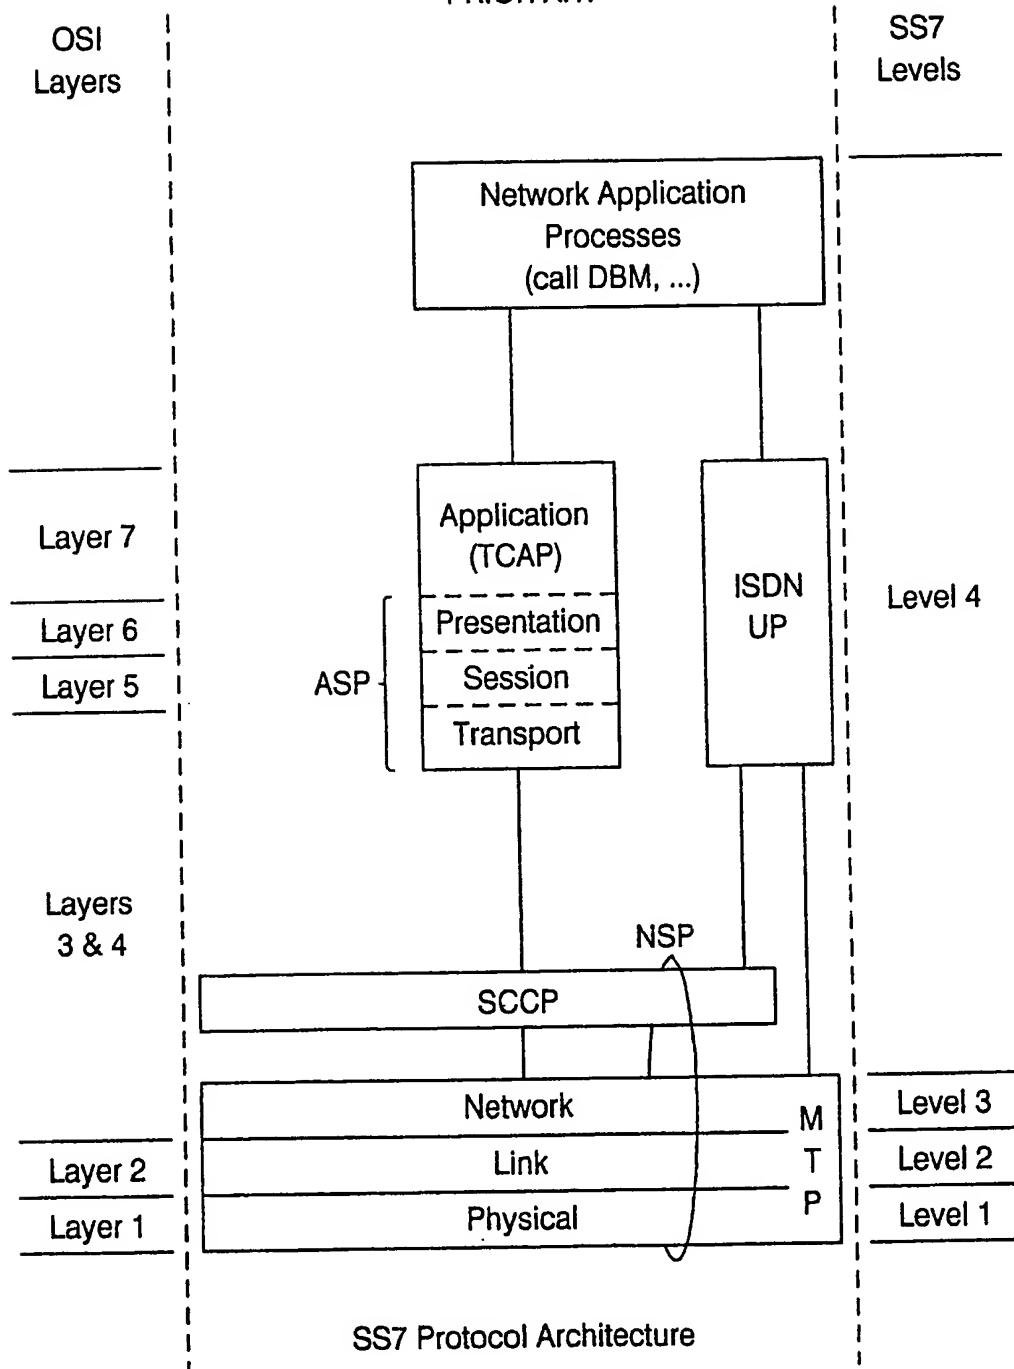 OSI
Layers
SS7
Levels
Network Application
Processes
(call DBM, ...)
Layer 7
Layer 6
Layer 5
Layers
3 & 4
Layer 2
Layer 1
Application
(TCAP)
Presentation
Session
Transport
ASP
ISDN
UP
Level 4
NSP
SCCP
Network
Link
Physical
M
T
P
Level 3
Level 2
Level 1
SS7 Protocol Architecture